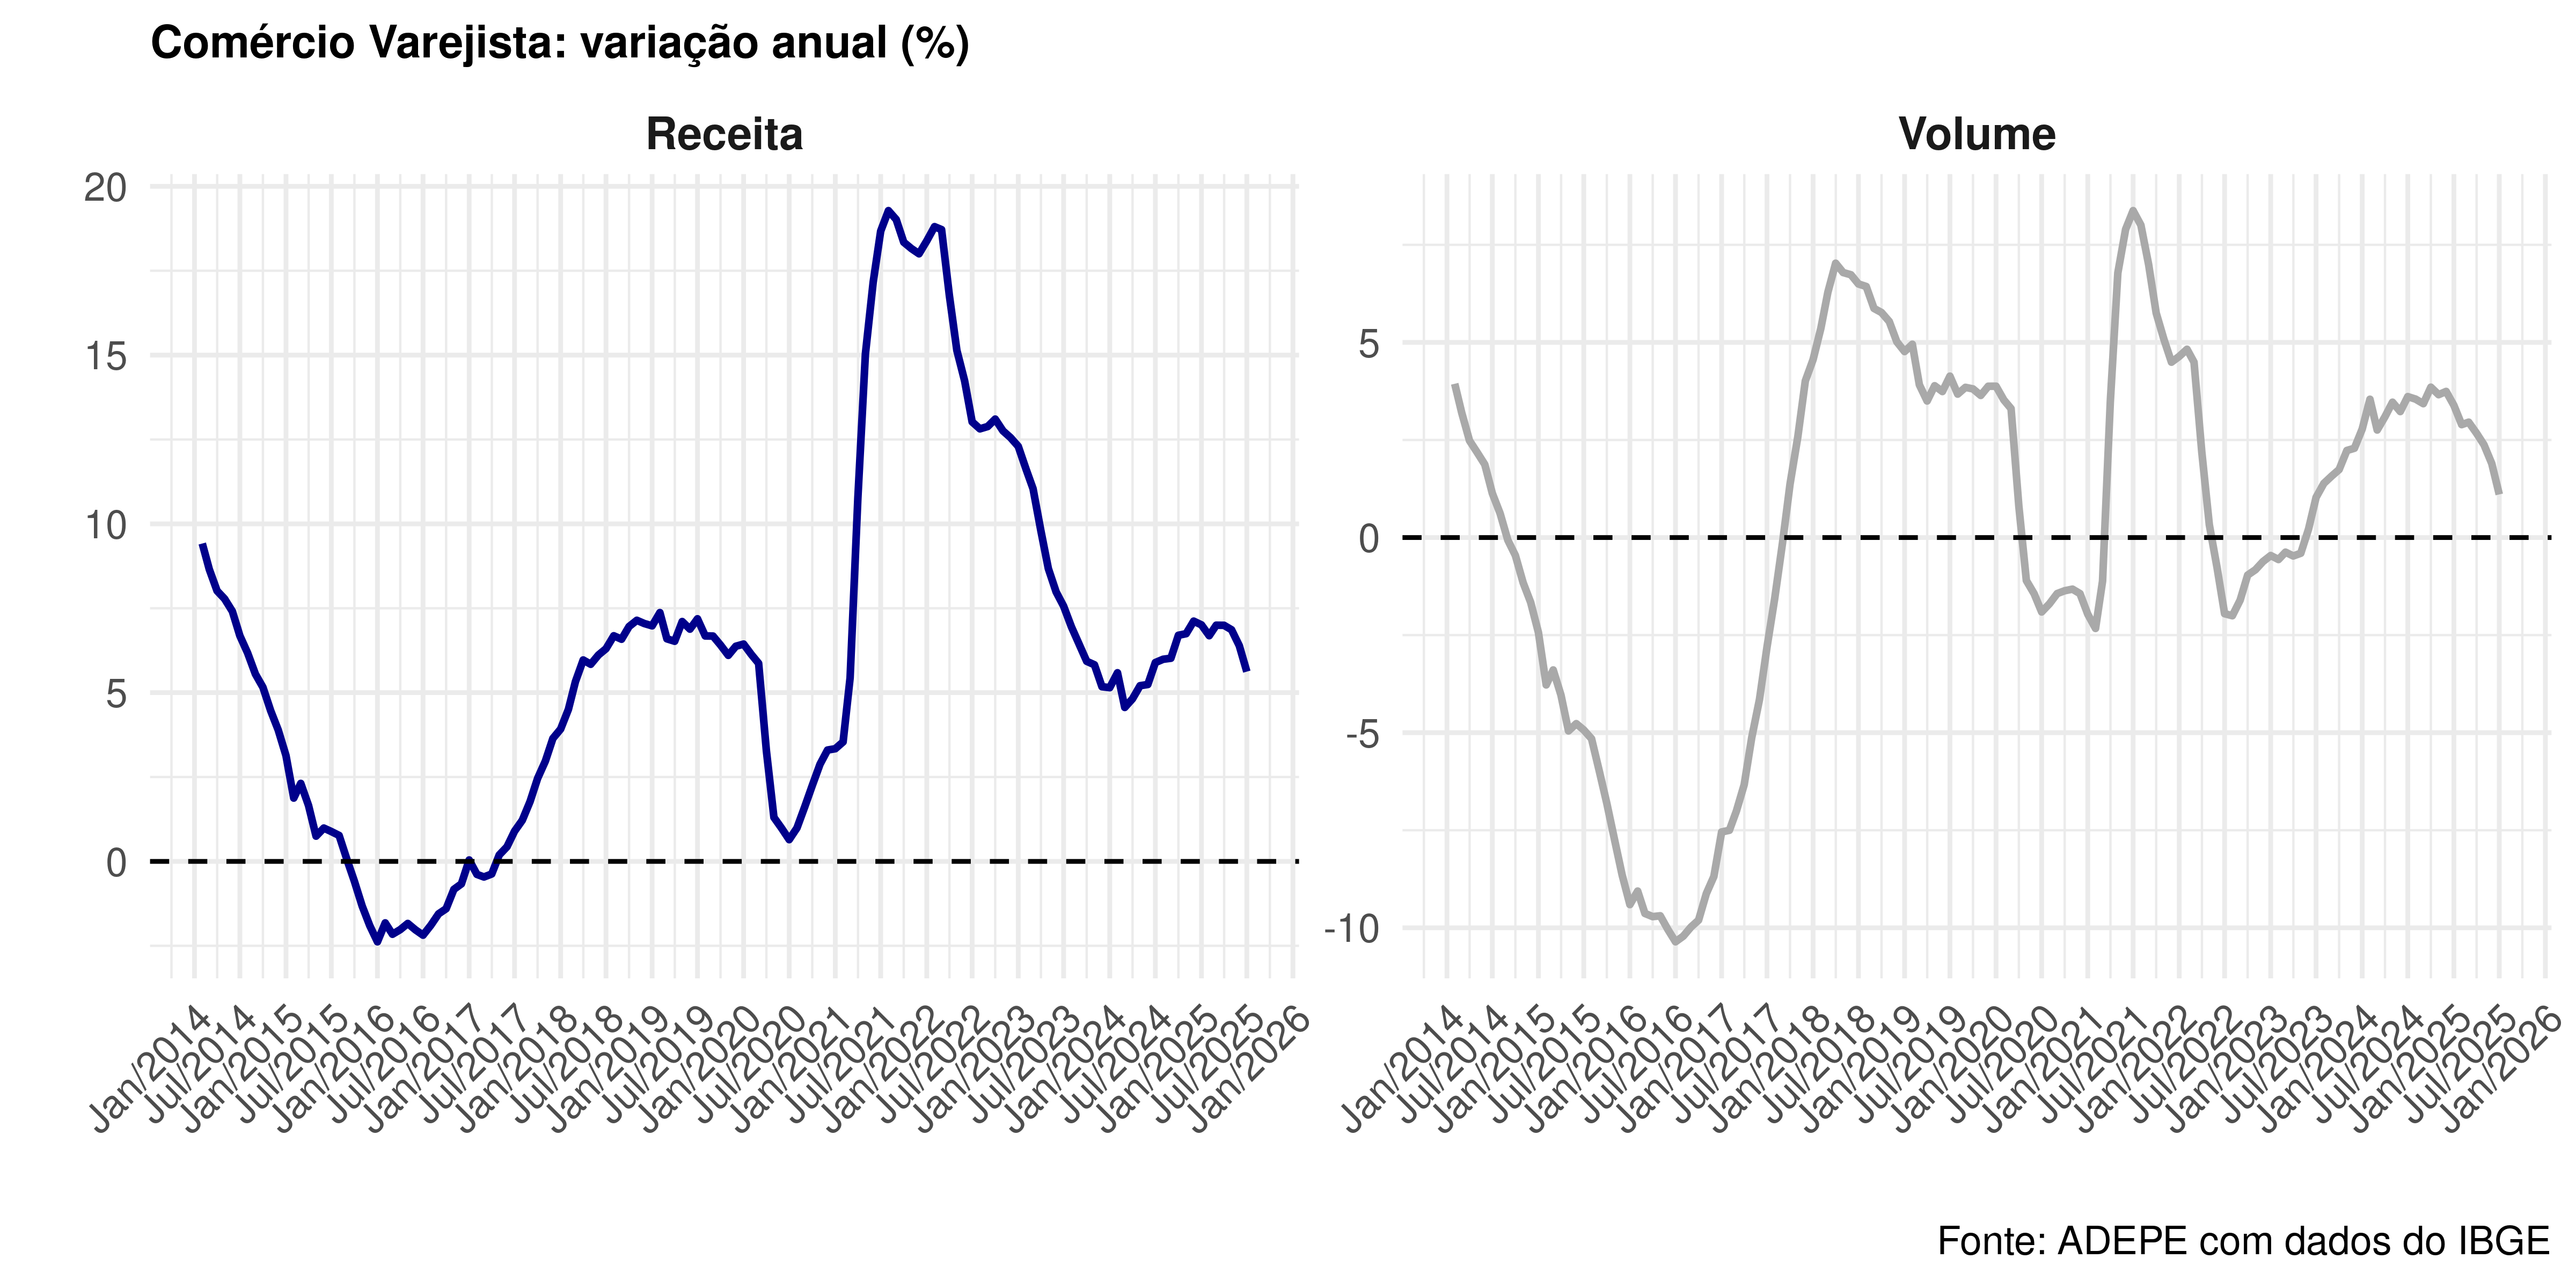 Comércio Varejista: variação anual (%)
Receita
20
15
10
5
0
Jan/2014
Jul/2014
Jan/2015
Jul/2015
Jan/2016
Jul/2016
Jan/2017
Jul/2017
Jan/2018
Jul/2018
Jan/2019
Jul/2019
Jan/2020
Jul/2020
Jan/2021
Jul/2021
Jan/2022
Jul/2022
Jan/2023
Jul/2023
Jan/2024
Jul/2024
Jan/2025
Jul/2025
Jan/2026
Volume
5
0
-5
-10
Jan/2014
Jul/2014
Jan/2015
Jul/2015
Jan/2016
Jul/2016
Jan/2017
Jul/2017
Jan/2018
Jul/2018
Jan/2019
Jul/2019
Jan/2020
Jul/2020
Jan/2021
Jul/2021
Jan/2022
Jul/2022
Jan/2023
Jul/2023
Jan/2024
Jul/2024
Jan/2025
Jul/2025
Jan/2026
Fonte: ADEPE com dados do IBGE